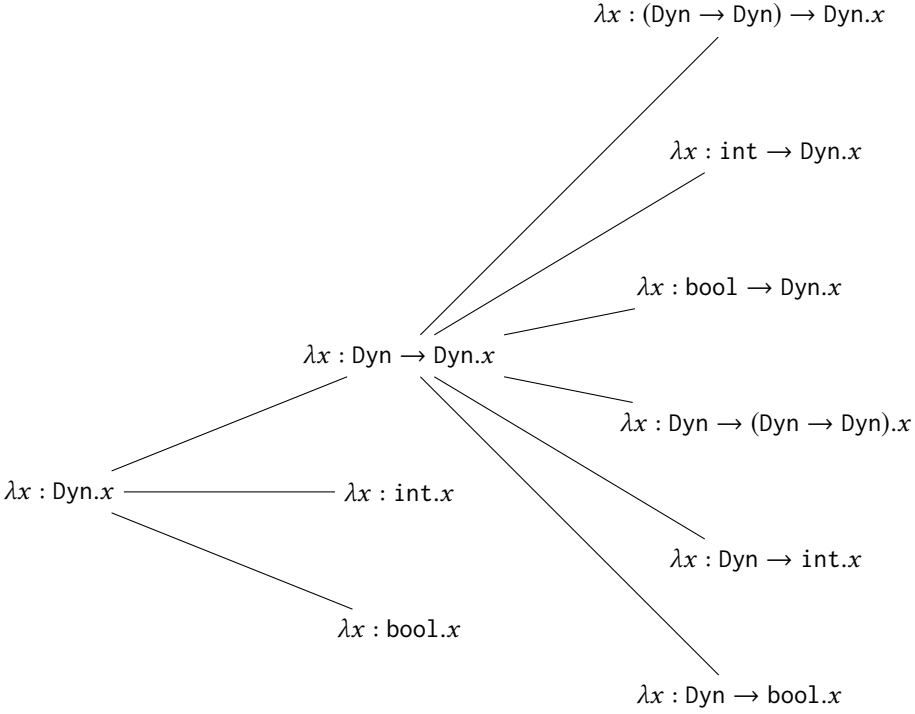 λx : (Dyn → Dyn) → Dyn.x
λx : int → Dyn.x
λx : bool → Dyn.x
λx : Dyn → Dyn.x
λx : Dyn → (Dyn → Dyn).x
λx : Dyn.x
λx : int.x
λx : Dyn → int.x
λx : bool.x
λx : Dyn → bool.x